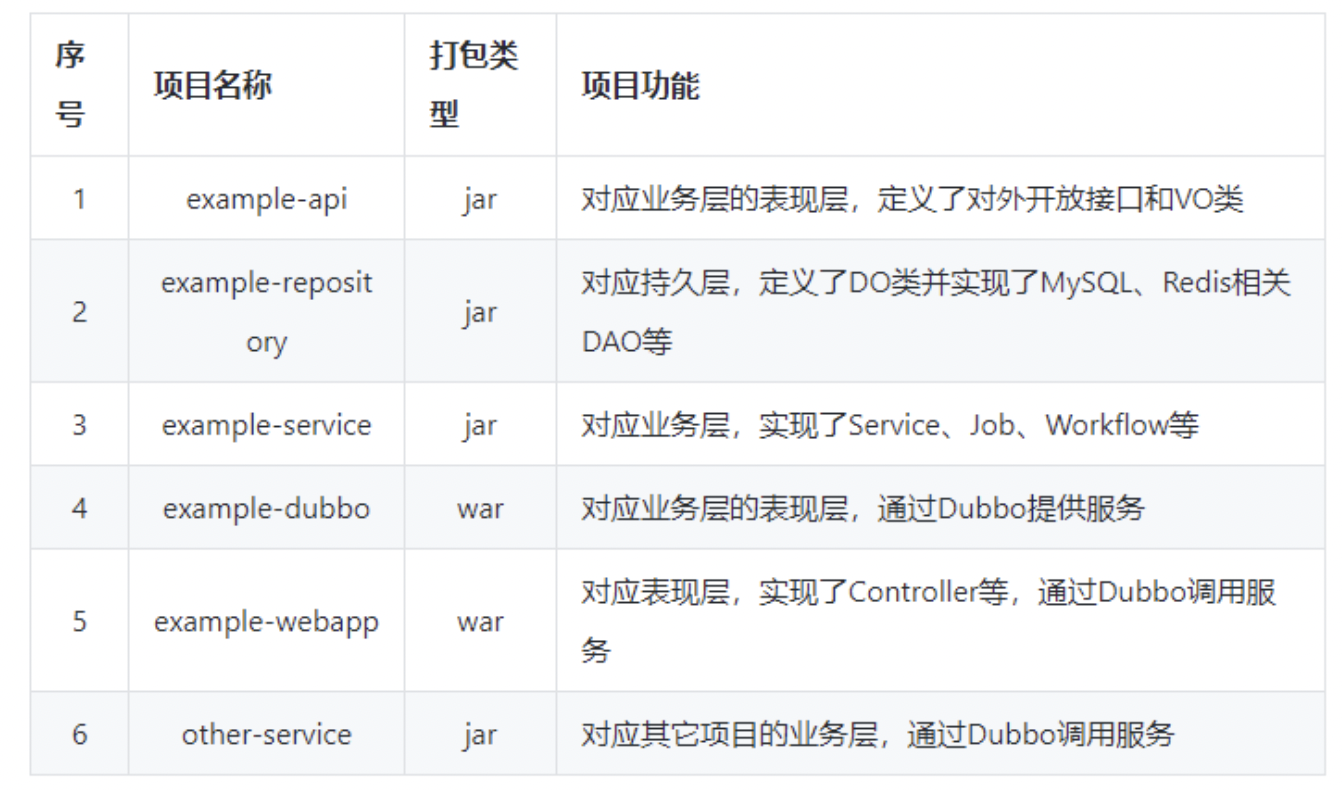 序
号
项目名称
打包类
型
项目功能
1
example-api
jar
对应业务层的表现层，定义了对外开放接口和VO类
2
example-reposit
ory
jar
对应持久层，定义了DO类并实现了MySQL、Redis相关
DAO等
3
example-service
jar
对应业务层，实现了Service、Job、Workflow等
4
example-dubbo
war
对应业务层的表现层，通过Dubbo提供服务
5
example-webapp
war
对应表现层，实现了Controller等，通过Dubbo调用服
务
6
other-service
jar
对应其它项目的业务层，通过Dubbo调用服务